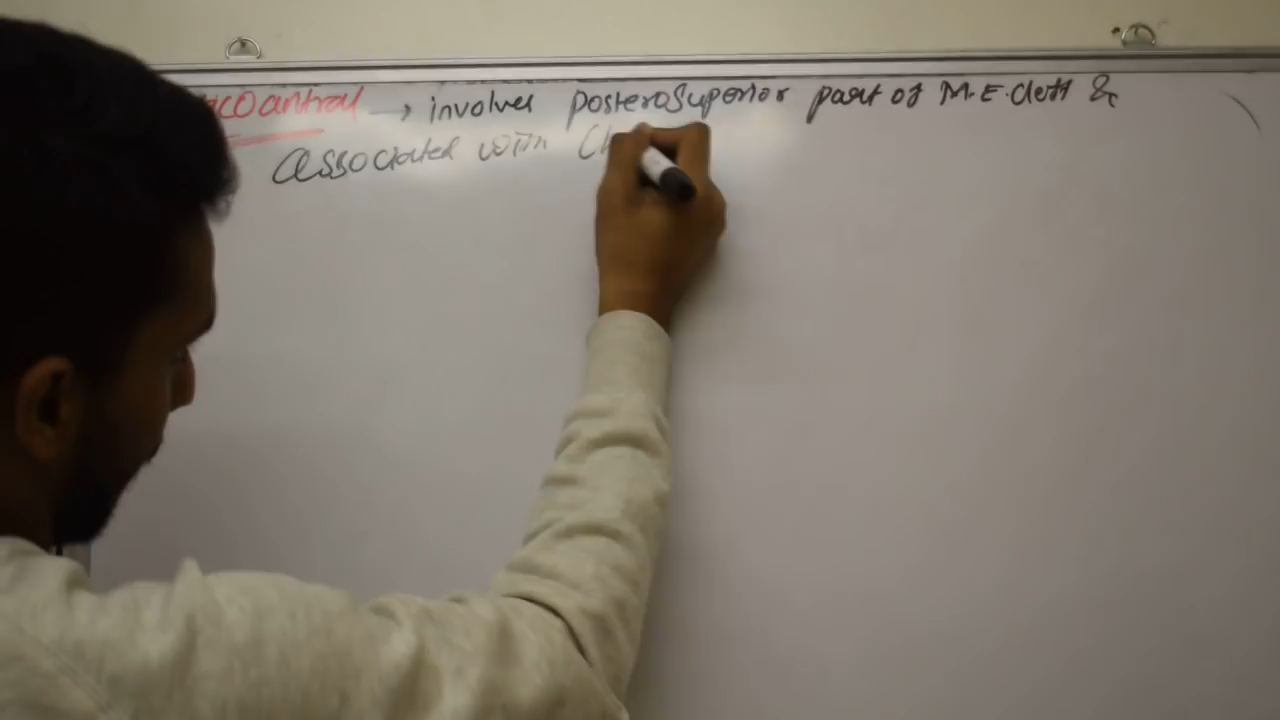 → involves posteroSuperior part of M.E.cleft &
associated with